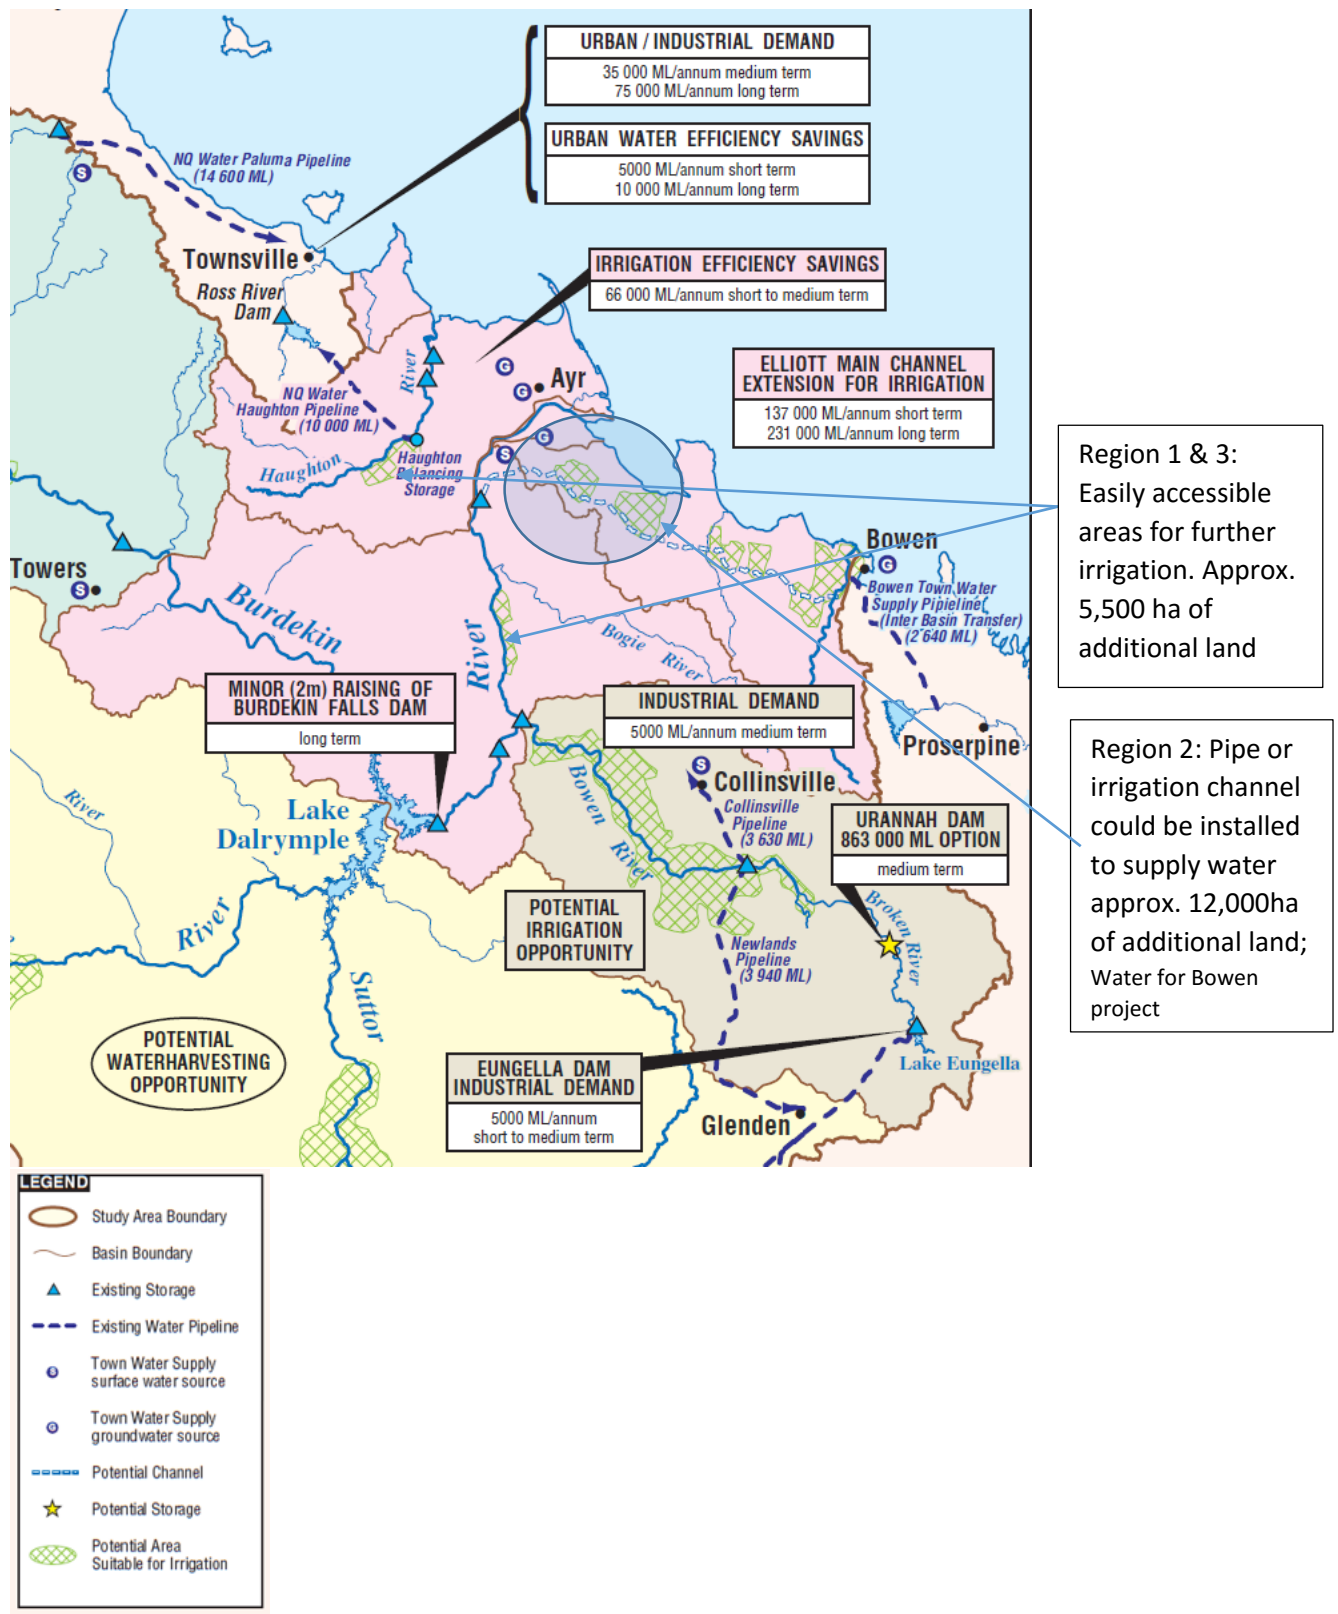 URBAN / INDUSTRIAL DEMAND
35 000 ML/annum medium term
75 000 ML/annum long term
URBAN WATER EFFICIENCY SAVINGS
5000 ML/annum short term
10 000 ML/annum long term
NQ Water Paluma Pipeline
(14 600 ML)
S
Townsville
Ross River
Dam
IRRIGATION EFFICIENCY SAVINGS
66 000 ML/annum short to medium term
ELLIOTT MAIN CHANNEL
EXTENSION FOR IRRIGATION
137 000 ML/annum short term
231 000 ML/annum long term
River
G
G
Ayr
NQ Water
Haughton Pipeline
(10 000 ML)
G
S
Haughton
Haughton
Balancing
Storage
Region 1 & 3:
Easily accessible
areas for further
irrigation. Approx.
5,500 ha of
additional land
Bowen
G
Towers
S
Bowen Town Water
Supply Pipieline
(Inter Basin Transfer)
(2 640 ML)
Burdekin
River
Bogie
River
MINOR (2m) RAISING OF
BURDEKIN FALLS DAM
long term
INDUSTRIAL DEMAND
5000 ML/annum medium term
Proserpine
Region 2: Pipe or
irrigation channel
could be installed
to supply water
approx. 12,000ha
of additional land;
Water for Bowen
project
River
Lake
Dalrymple
Bowen
River
S
Collinsville
Collinsville
Pipeline
(3 630 ML)
URANNAH DAM
863 000 ML OPTION
medium term
Broken
River
River
POTENTIAL
IRRIGATION
OPPORTUNITY
Newlands
Pipeline
(3 940 ML)
Suttor
POTENTIAL
WATERHARVESTING
OPPORTUNITY
EUNGELLA DAM
INDUSTRIAL DEMAND
5000 ML/annum
short to medium term
Lake Eungella
Glenden
LEGEND
Study Area Boundary
Basin Boundary
Existing Storage
Existing Water Pipeline
S
Town Water Supply
surface water source
G
Town Water Supply
groundwater source
Potential Channel
Potential Storage
Potential Area
Suitable for Irrigation